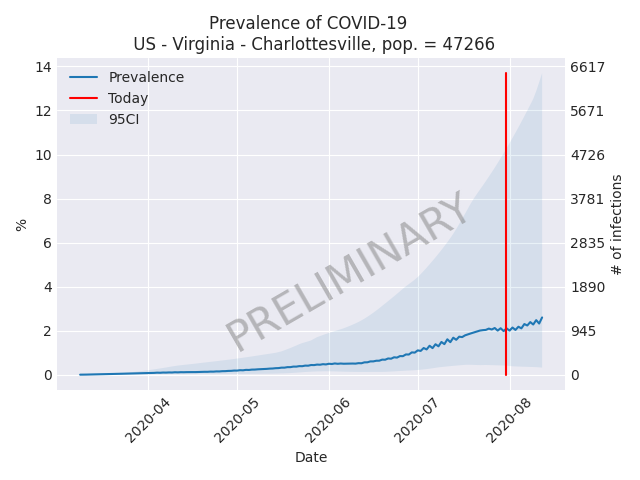 Prevalence of COVID-19
US - Virginia - Charlottesville, pop. = 47266
Prevalence
Today
95CI
14
12
10
8
6
4
2
0
%
6617
5671
4726
3781
2835
1890
945
0
# of infections
PRELIMINARY
2020-04
2020-05
2020-06
2020-07
2020-08
Date